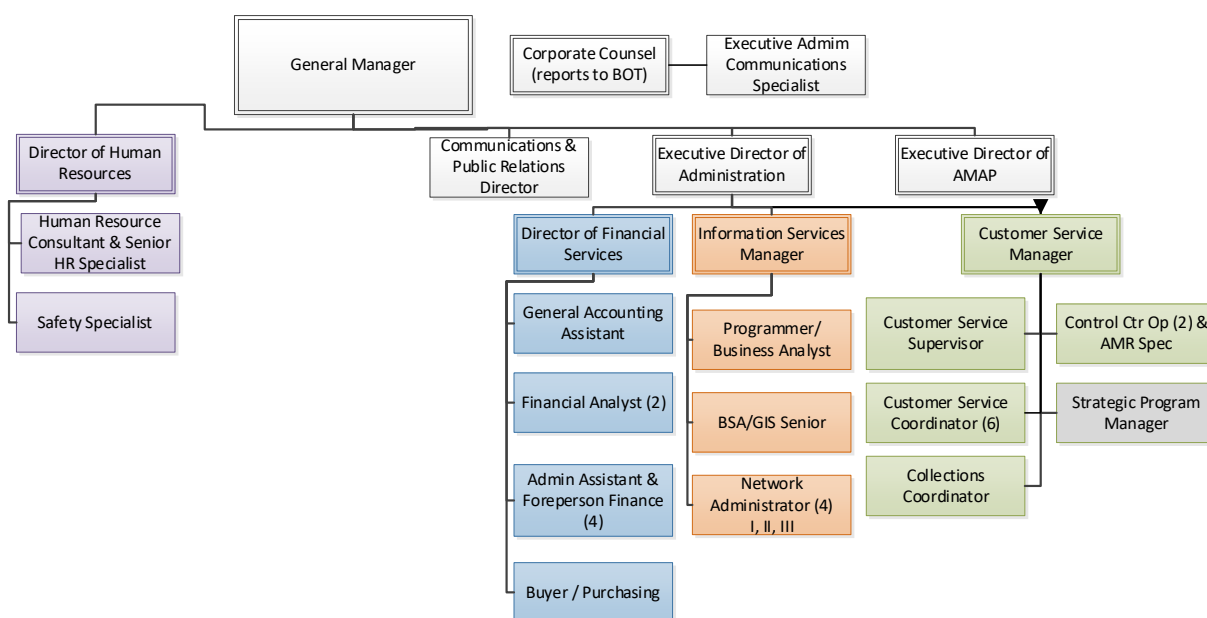 General Manager
Corporate Counsel
(reports to BOT)
Executive Admim
Communications
Specialist
Director of Human
Resources
Communications &
Public Relations
Director
Executive Director of
Administration
Executive Director of
AMAP
Human Resource
Consultant & Senior
HR Specialist
Safety Specialist
Director of Financial
Services
Information Services
Manager
Customer Service
Manager
General Accounting
Assistant
Financial Analyst (2)
Admin Assistant &
Foreperson Finance
(4)
Buyer / Purchasing
Programmer/
Business Analyst
BSA/GIS Senior
Network
Administrator (4)
I, II, III
Customer Service
Supervisor
Customer Service
Coordinator (6)
Collections
Coordinator
Control Ctr Op (2) &
AMR Spec
Strategic Program
Manager